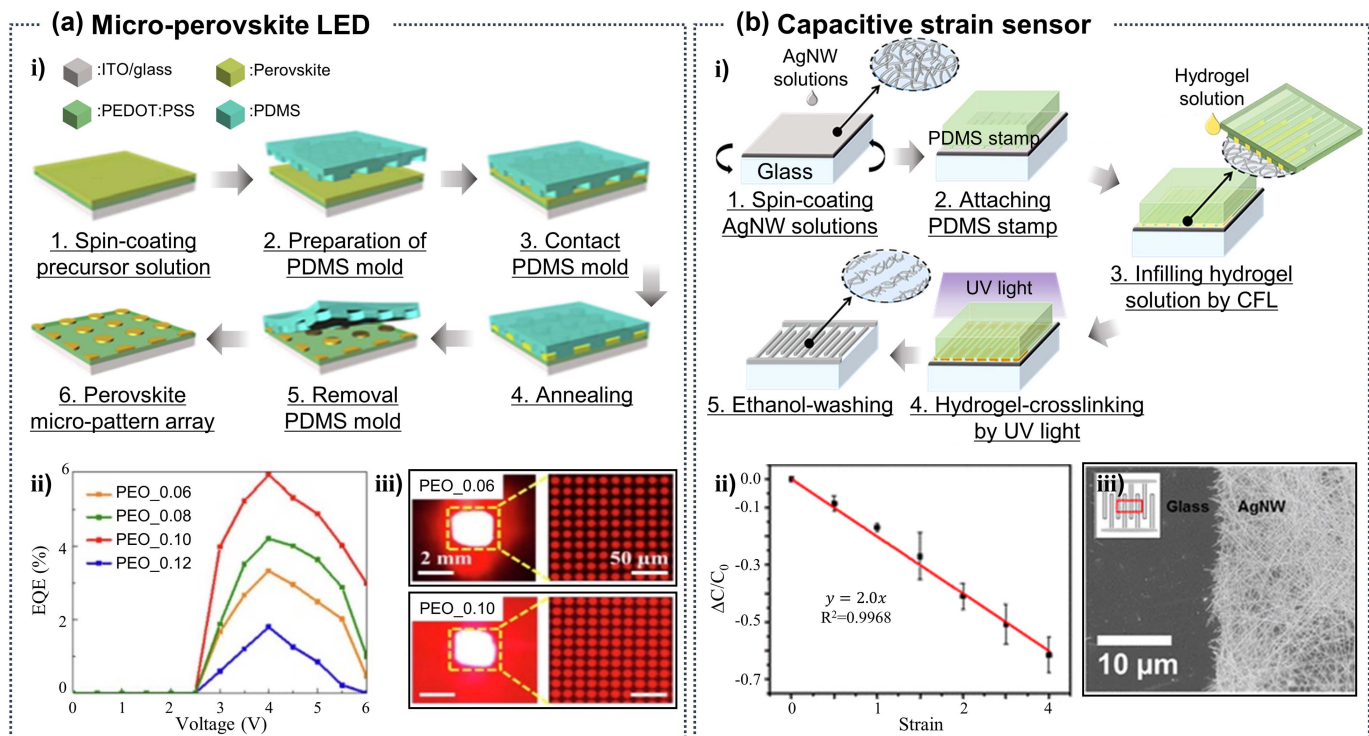 (a) Micro-perovskite LED
i)
:ITO/glass
:Perovskite
:PEDOT:PSS
:PDMS
1. Spin-coating
precursor solution
2. Preparation of
PDMS mold
3. Contact
PDMS mold
6. Perovskite
micro-pattern array
5. Removal
PDMS mold
4. Annealing
ii)
6
4
2
0
EQE (%)
PEO_0.06
PEO_0.08
PEO_0.10
PEO_0.12
0 1 2 3 4 5 6
Voltage (V)
iii)
PEO_0.06
2 mm
50 μm
PEO_0.10
(b) Capacitive strain sensor
i)
AgNW
solutions
Glass
1. Spin-coating
AgNW solutions
PDMS stamp
2. Attaching
PDMS stamp
Hydrogel
solution
3. Infilling hydrogel
solution by CFL
UV light
5. Ethanol-washing
4. Hydrogel-crosslinking
by UV light
ii)
0.0
-0.1
-0.3
-0.5
-0.7
ΔC/C0
y = 2.0x
R²=0.9968
0 1 2 4
Strain
iii)
Glass
AgNW
10 μm